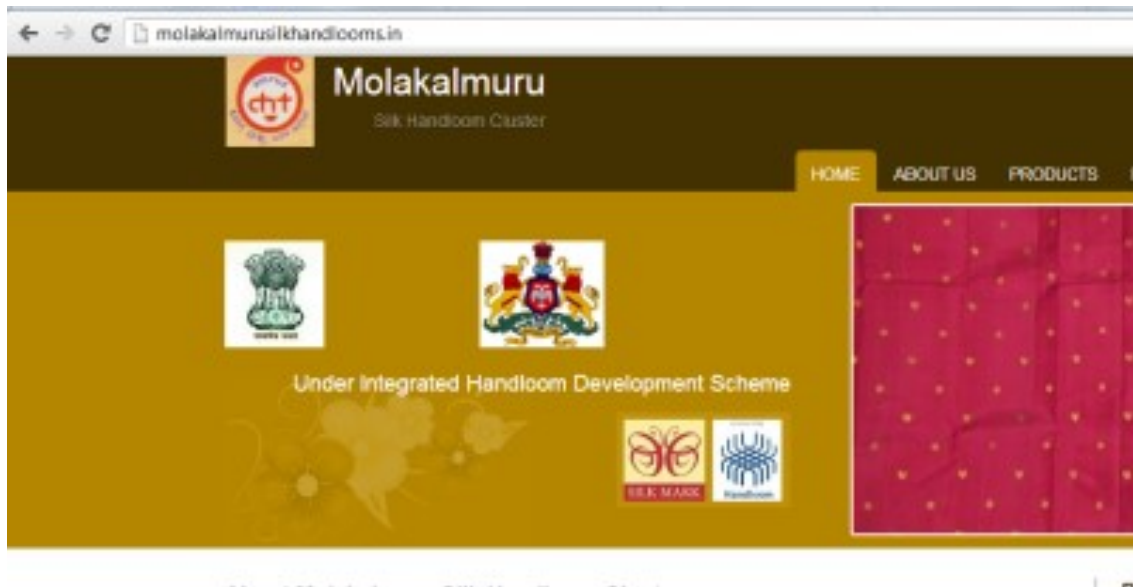 molakalmurusilkhandlooms.in
Molakalmuru
Silk Handloom Cluster
HOME ABOUT US PRODUCTS
Under Integrated Handloom Development Scheme
SILK MARK
Handloom